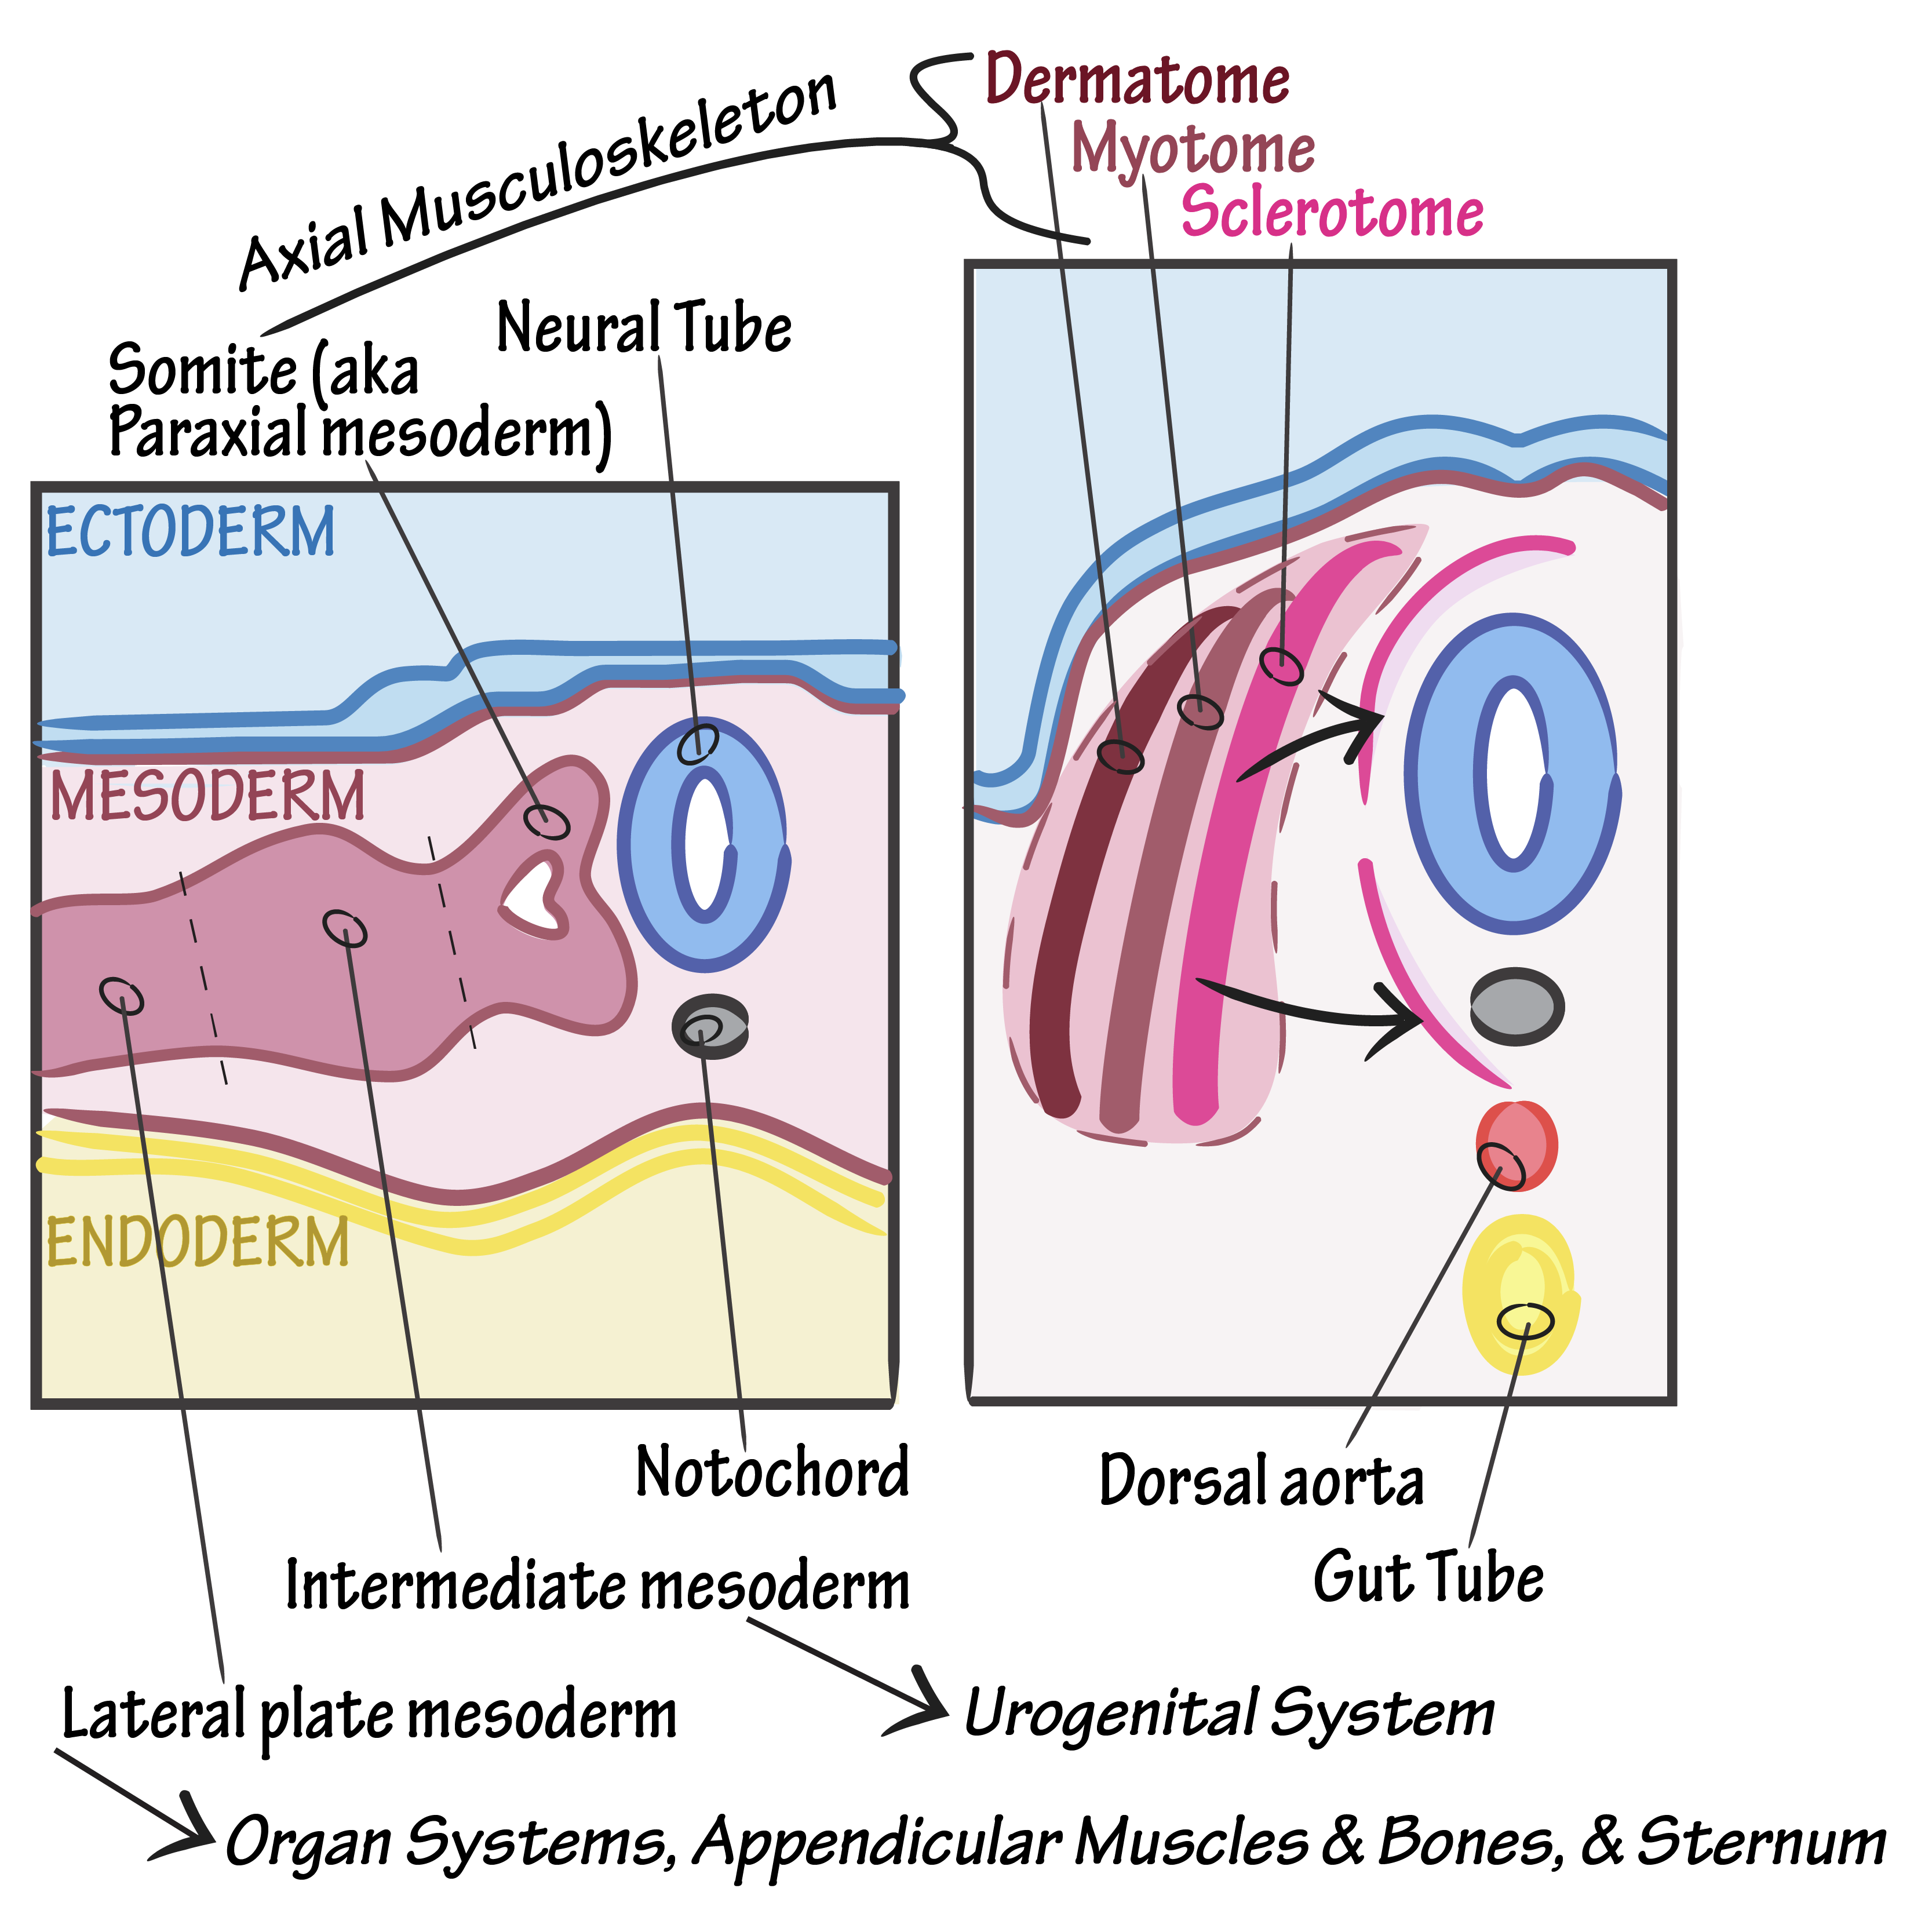 Dermatome
Myotome
Sclerotome
Axial Musculoskeleton
Neural Tube
Somite (aka
Paraxial mesoderm)
ECTODERM
MESODERM
ENDODERM
Notochord
Dorsal aorta
Intermediate mesoderm
Gut Tube
Lateral plate mesoderm
Urogenital System
Organ Systems, Appendicular Muscles & Bones, & Sternum